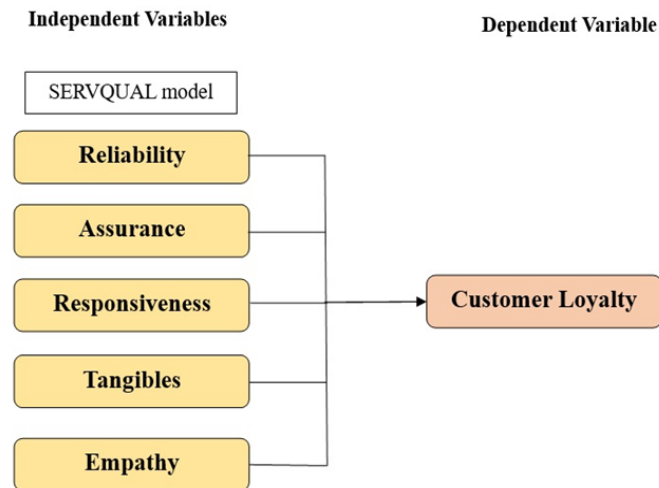 Independent Variables
Dependent Variable
SERVQUAL model
Reliability
Assurance
Responsiveness
Customer Loyalty
Tangibles
Empathy